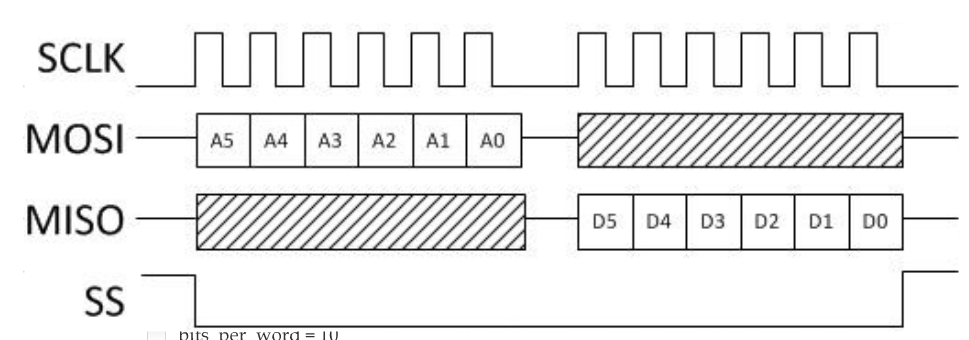 SCLK
MOSI A5 A4 A3 A2 A1 A0
MISO D5 D4 D3 D2 D1 D0
SS
bits_per_word = 10